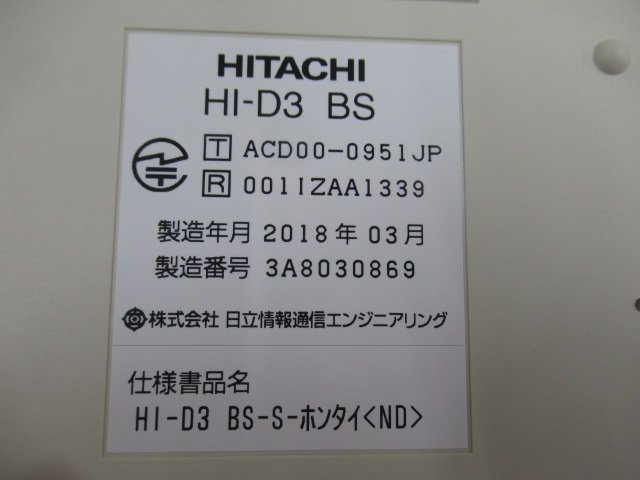 HITACHI
HI-D3 BS
T ACD00-0951JP
R 001IZAA1339
製造年月 2018年 03月
製造番号 3A8030869
株式会社 日立情報通信エンジニアリング
仕様書品名
HI-D3 BS-S-ホンタイ<ND>